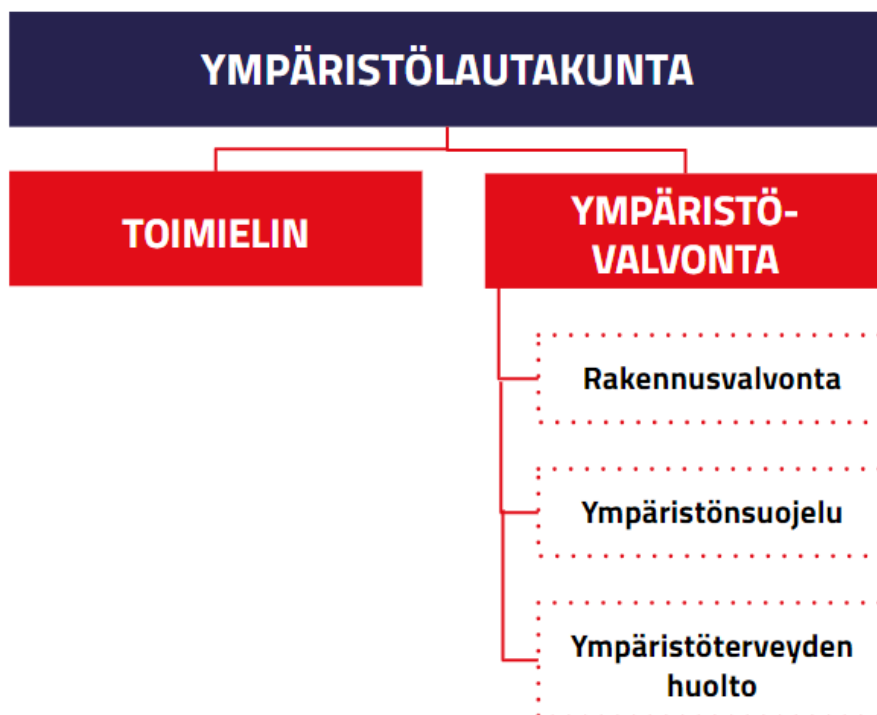 YMPÄRISTÖLAUTAKUNTA
TOIMIELIN
YMPÄRISTÖ-
VALVONTA
Rakennusvalvonta
Ympäristönsuojelu
Ympäristöterveyden
huolto